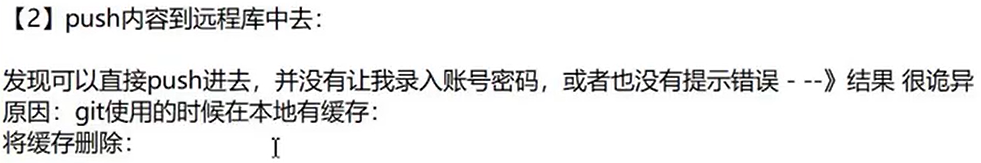 【2】push内容到远程库中去：
发现可以直接push进去，并没有让我录入账号密码，或者也没有提示错误 - --》结果 很诡异
原因：git使用的时候在本地有缓存：
将缓存删除：